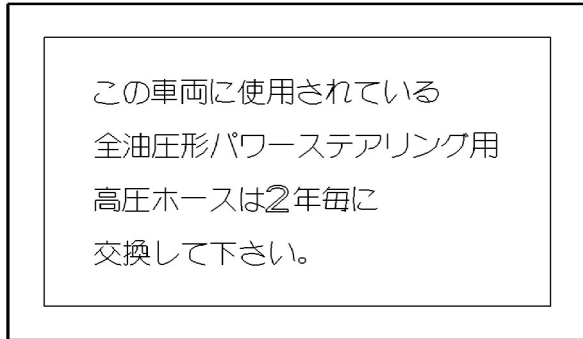 この車両に使用されている
全油圧形パワーステアリング用
高圧ホースは2年毎に
交換して下さい。